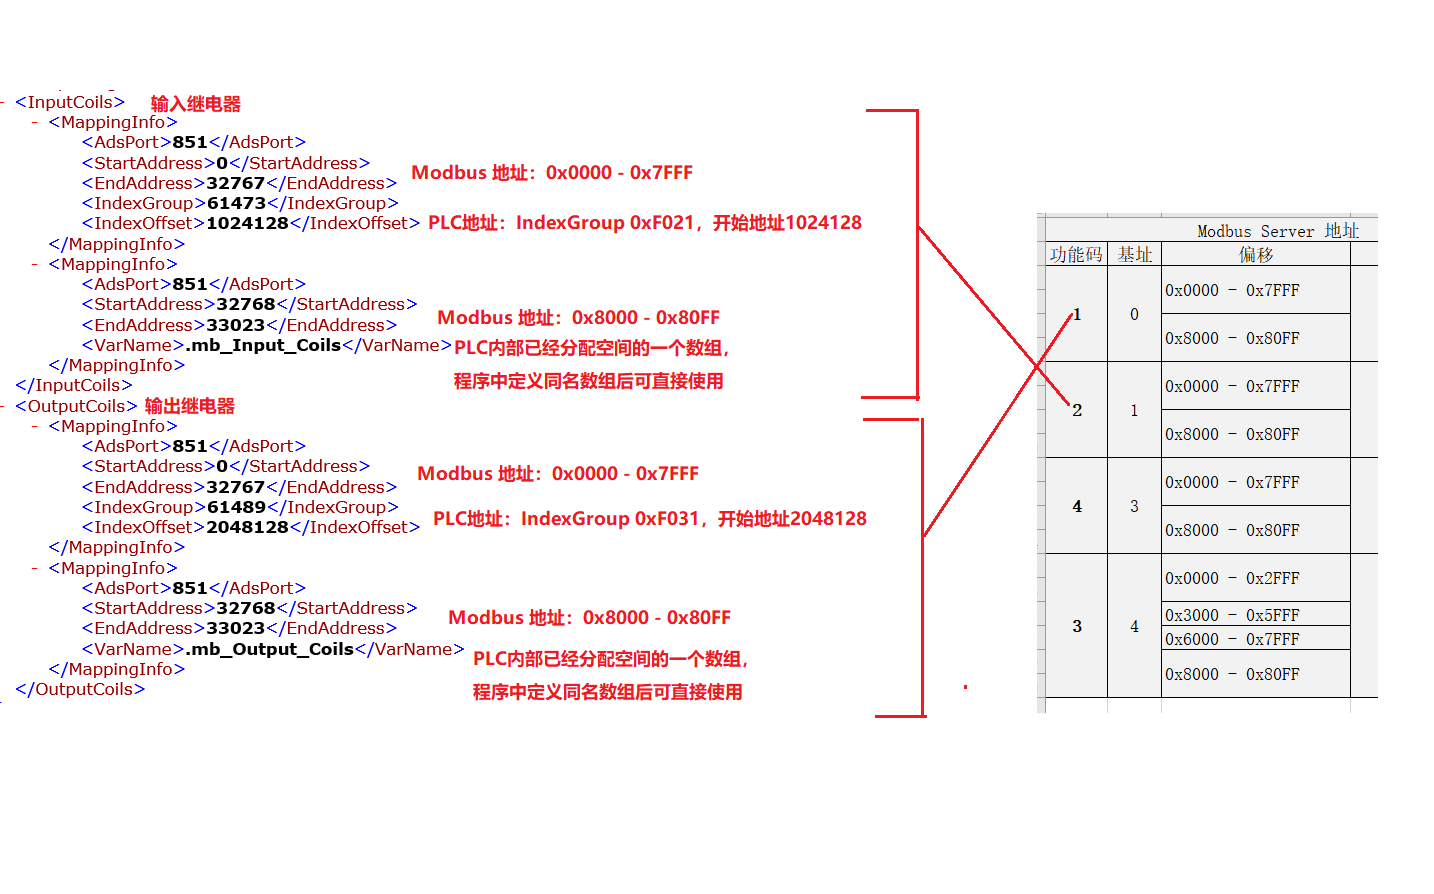 - <InputCoils> 输入继电器
- <MappingInfo>
<AdsPort>851</AdsPort>
<StartAddress>0</StartAddress>
<EndAddress>32767</EndAddress>
Modbus 地址：0x0000 - 0x7FFF
<IndexGroup>61473</IndexGroup>
<IndexOffset>1024128</IndexOffset>
PLC地址：IndexGroup 0xF021，开始地址1024128
</MappingInfo>
- <MappingInfo>
<AdsPort>851</AdsPort>
<StartAddress>32768</StartAddress>
<EndAddress>33023</EndAddress>
Modbus 地址：0x8000 - 0x80FF
<VarName>.mb_Input_Coils</VarName>
PLC内部已经分配空间的一个数组，
程序中定义同名数组后可直接使用
</MappingInfo>
</InputCoils>
- <OutputCoils> 输出继电器
- <MappingInfo>
<AdsPort>851</AdsPort>
<StartAddress>0</StartAddress>
<EndAddress>32767</EndAddress>
Modbus 地址：0x0000 - 0x7FFF
<IndexGroup>61489</IndexGroup>
<IndexOffset>2048128</IndexOffset>
PLC地址：IndexGroup 0xF031，开始地址2048128
</MappingInfo>
- <MappingInfo>
<AdsPort>851</AdsPort>
<StartAddress>32768</StartAddress>
<EndAddress>33023</EndAddress>
Modbus 地址：0x8000 - 0x80FF
<VarName>.mb_Output_Coils</VarName>
PLC内部已经分配空间的一个数组，
程序中定义同名数组后可直接使用
</MappingInfo>
</OutputCoils>
Modbus Server 地址
功能码 基址 偏移
1 0
0x0000 - 0x7FFF
0x8000 - 0x80FF
2 1
0x0000 - 0x7FFF
0x8000 - 0x80FF
4 3
0x0000 - 0x7FFF
0x8000 - 0x80FF
3 4
0x0000 - 0x2FFF
0x3000 - 0x5FFF
0x6000 - 0x7FFF
0x8000 - 0x80FF